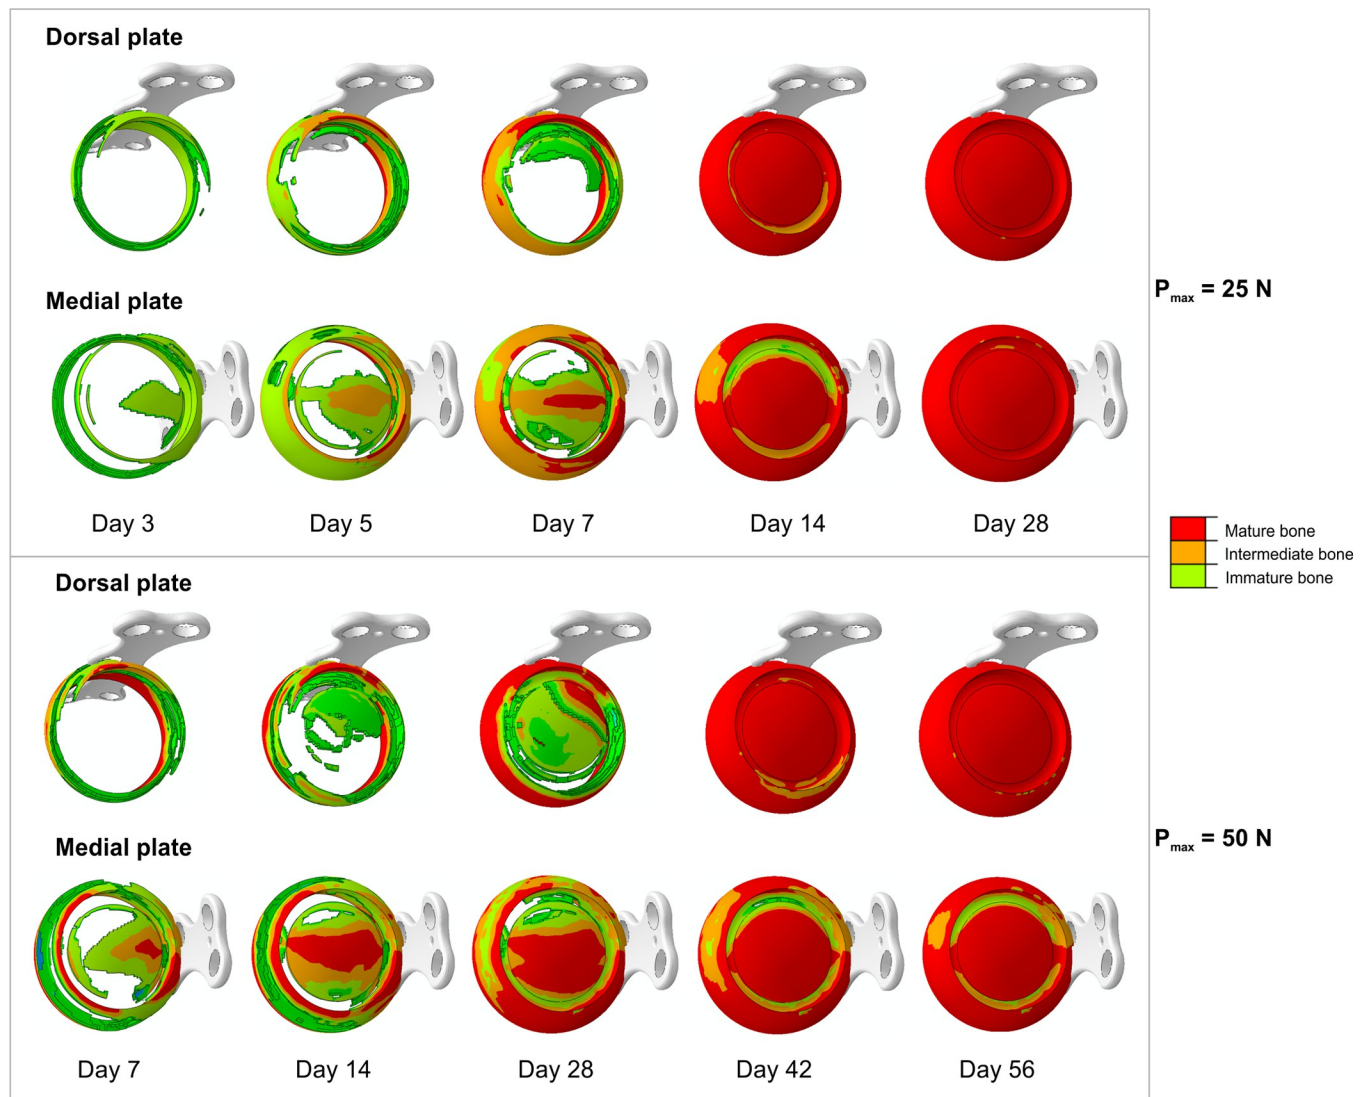 Dorsal plate
Medial plate
Day 3 Day 5 Day 7 Day 14 Day 28
Pmax = 25 N
Mature bone
Intermediate bone
Immature bone
Dorsal plate
Medial plate
Day 7 Day 14 Day 28 Day 42 Day 56
Pmax = 50 N